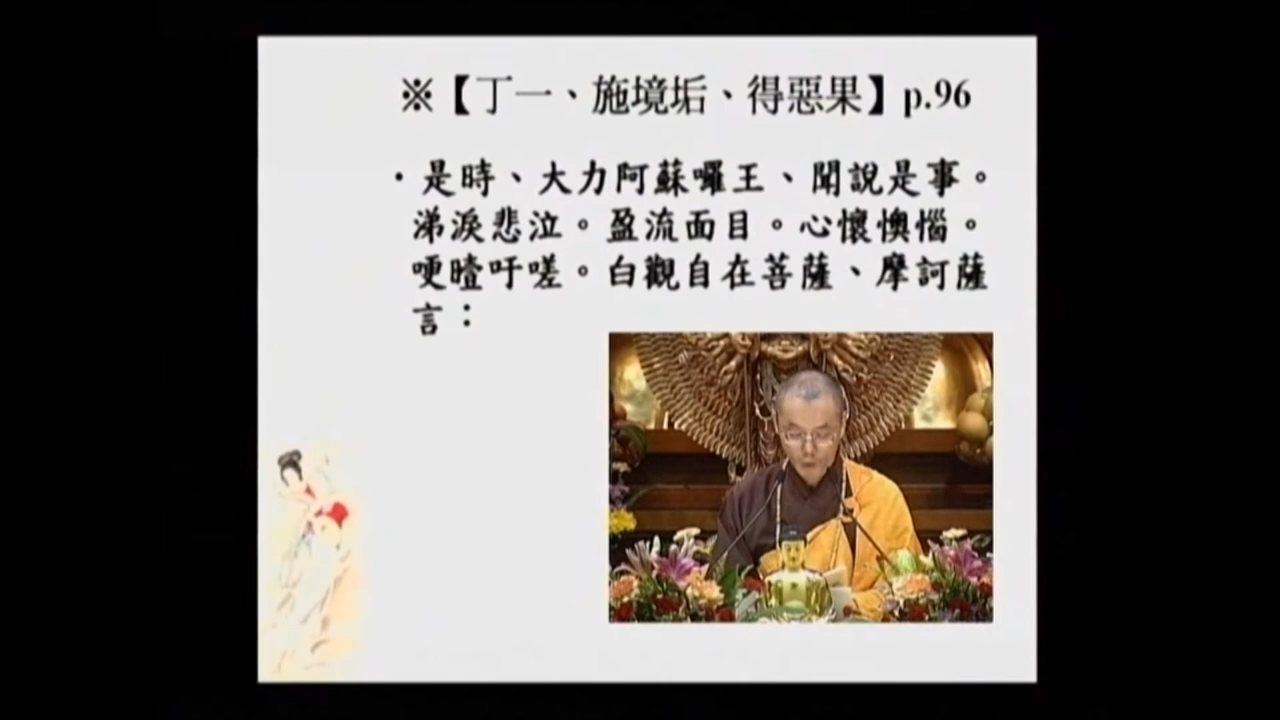 ※【丁一、施境垢、得惡果】p.96
·是時、大力阿蘇囉王、聞說是事。
涕淚悲泣。盈流面目。心懷懊惱。
哽曀吁嗟。白觀自在菩薩、摩訶薩
言：